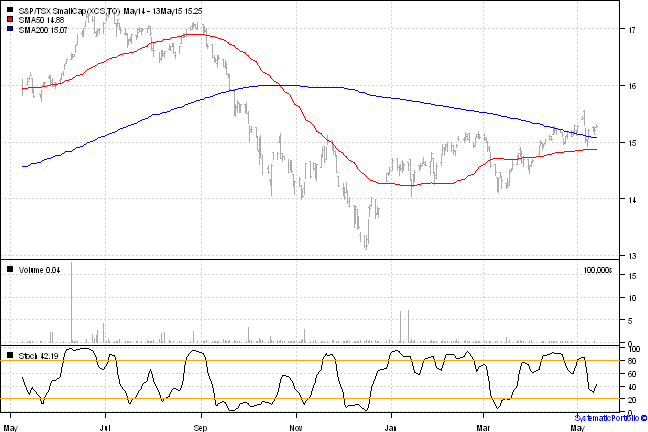 S&P/TSX SmallCap(XCS.TO) May14 - 13May15 15.25
SMA50 14.88
SMA200 15.07
17
16
15
14
13
Volume 0.04
100,000s
15
10
5
0
Stoch 42.19
100
80
60
40
20
0
May Jul Sep Nov Jan Mar May
SystematicPortfolio ©